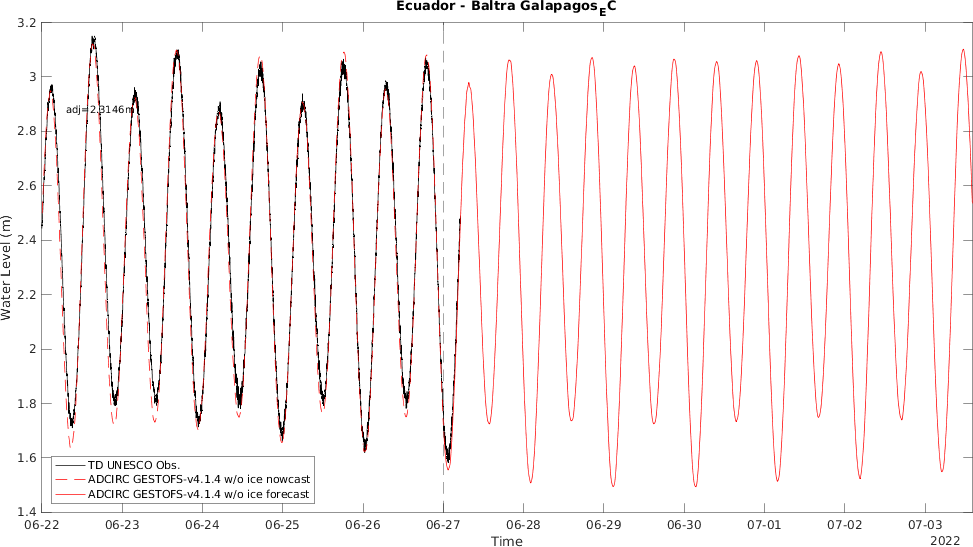 Ecuador - Baltra GalapagosEC
3.2
3
2.8
2.6
2.4
2.2
2
1.8
1.6
1.4
Water Level (m)
adj=2.3146m
TD UNESCO Obs.
ADCIRC GESTOFS-v4.1.4 w/o ice nowcast
ADCIRC GESTOFS-v4.1.4 w/o ice forecast
06-22 06-23 06-24 06-25 06-26 06-27 06-28 06-29 06-30 07-01 07-02 07-03
Time
2022